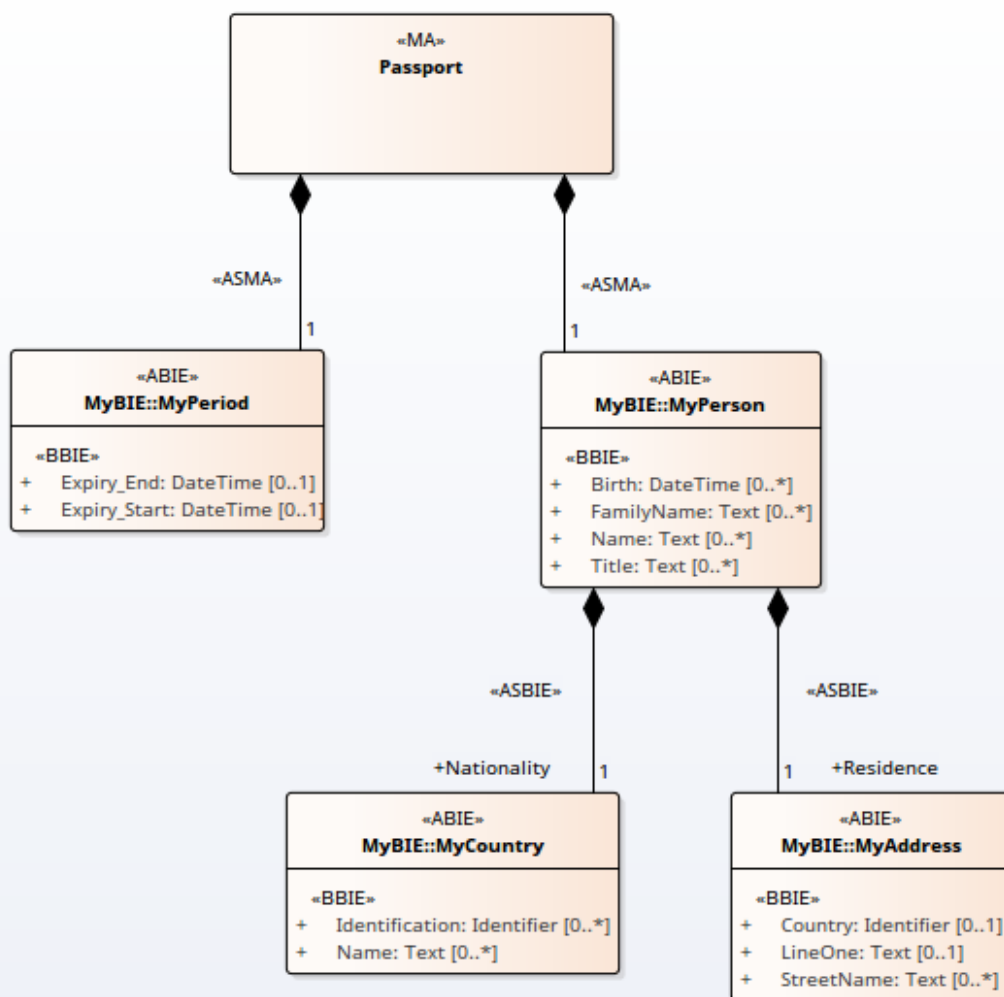 «MA»
Passport
«ASMA»
«ASMA»
1
1
«ABIE»
MyBIE::MyPeriod
«BBIE»
+ Expiry_End: DateTime [0..1]
+ Expiry_Start: DateTime [0..1]
«ABIE»
MyBIE::MyPerson
«BBIE»
+ Birth: DateTime [0..*]
+ FamilyName: Text [0..*]
+ Name: Text [0..*]
+ Title: Text [0..*]
«ASBIE»
«ASBIE»
+Nationality
1
1
+Residence
«ABIE»
MyBIE::MyCountry
«BBIE»
+ Identification: Identifier [0..*]
+ Name: Text [0..*]
«ABIE»
MyBIE::MyAddress
«BBIE»
+ Country: Identifier [0..1]
+ LineOne: Text [0..1]
+ StreetName: Text [0..*]